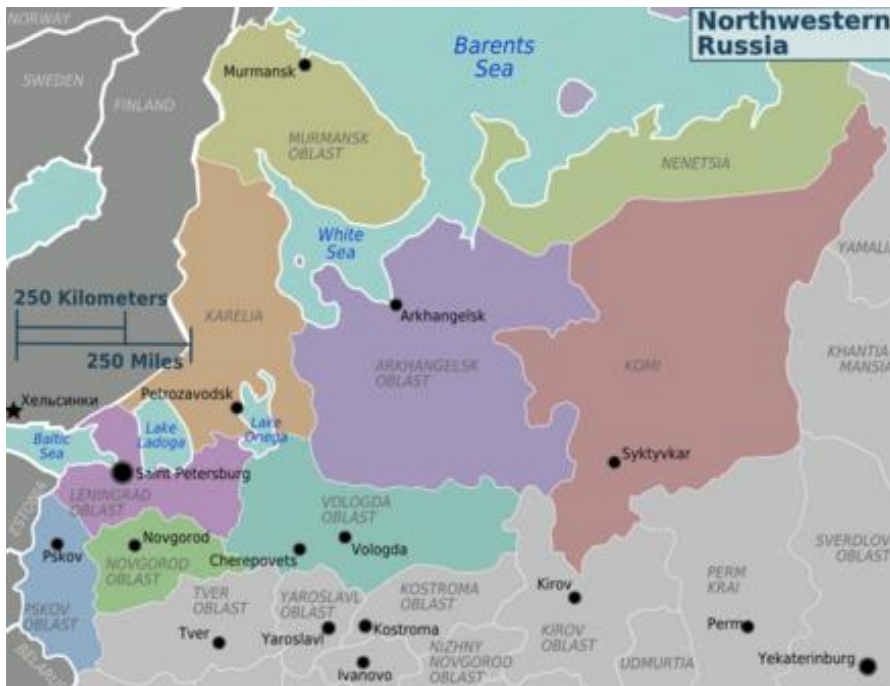 NORWAY
Northwestern
Russia
Barents
Sea
Murmansk
SWEDEN
FINLAND
MURMANSK
OBLAST
NENETSIA
White
Sea
YAMALI
250 Kilometers
Arkhangelsk
KARELIA
250 Miles
ARKHANGELSK
OBLAST
KOMI
KHANTIA
MANSIA
Petrozavodsk
Хельсинки
Lake
Ladoga
Lake
Onega
Baltic
Sea
Syktyvkar
Saint Petersburg
LENINGRAD
OBLAST
ESTONIA
VOLOGDA
OBLAST
Novgorod
Vologda
SVERDLOV
OBLAST
Pskov
Cherepovets
NOVGOROD
OBLAST
Kirov
PERM
KRAI
YAROSLAVL
OBLAST
KOSTROMA
OBLAST
TVER
OBLAST
PSKOV
OBLAST
Kostroma
Perm
Tver
Yaroslavl
KIROV
OBLAST
NIZHNY
NOVGOROD
OBLAST
Ivanovo
UDMURTIA
Yekaterinburg
BELARUS